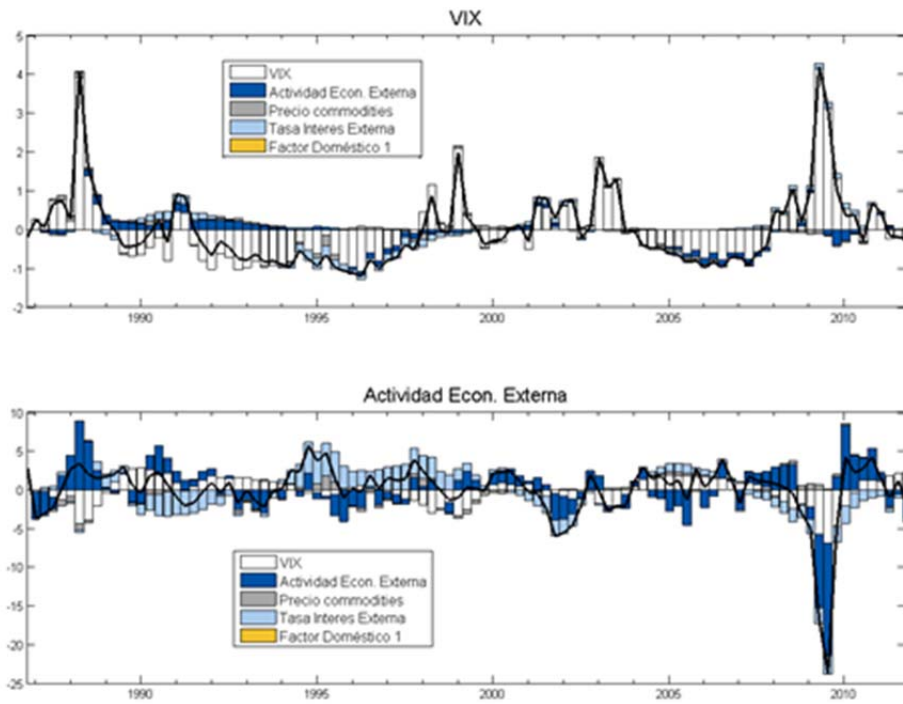 VIX
5
4
3
2
1
0
-1
-2
VIX
Actividad Econ. Externa
Precio commodities
Tasa Interes Externa
Factor Doméstico 1
1990 1995 2000 2005 2010
Actividad Econ. Externa
10
5
0
-5
-10
-15
-20
-25
VIX
Actividad Econ. Externa
Precio commodities
Tasa Interes Externa
Factor Doméstico 1
1990 1995 2000 2005 2010